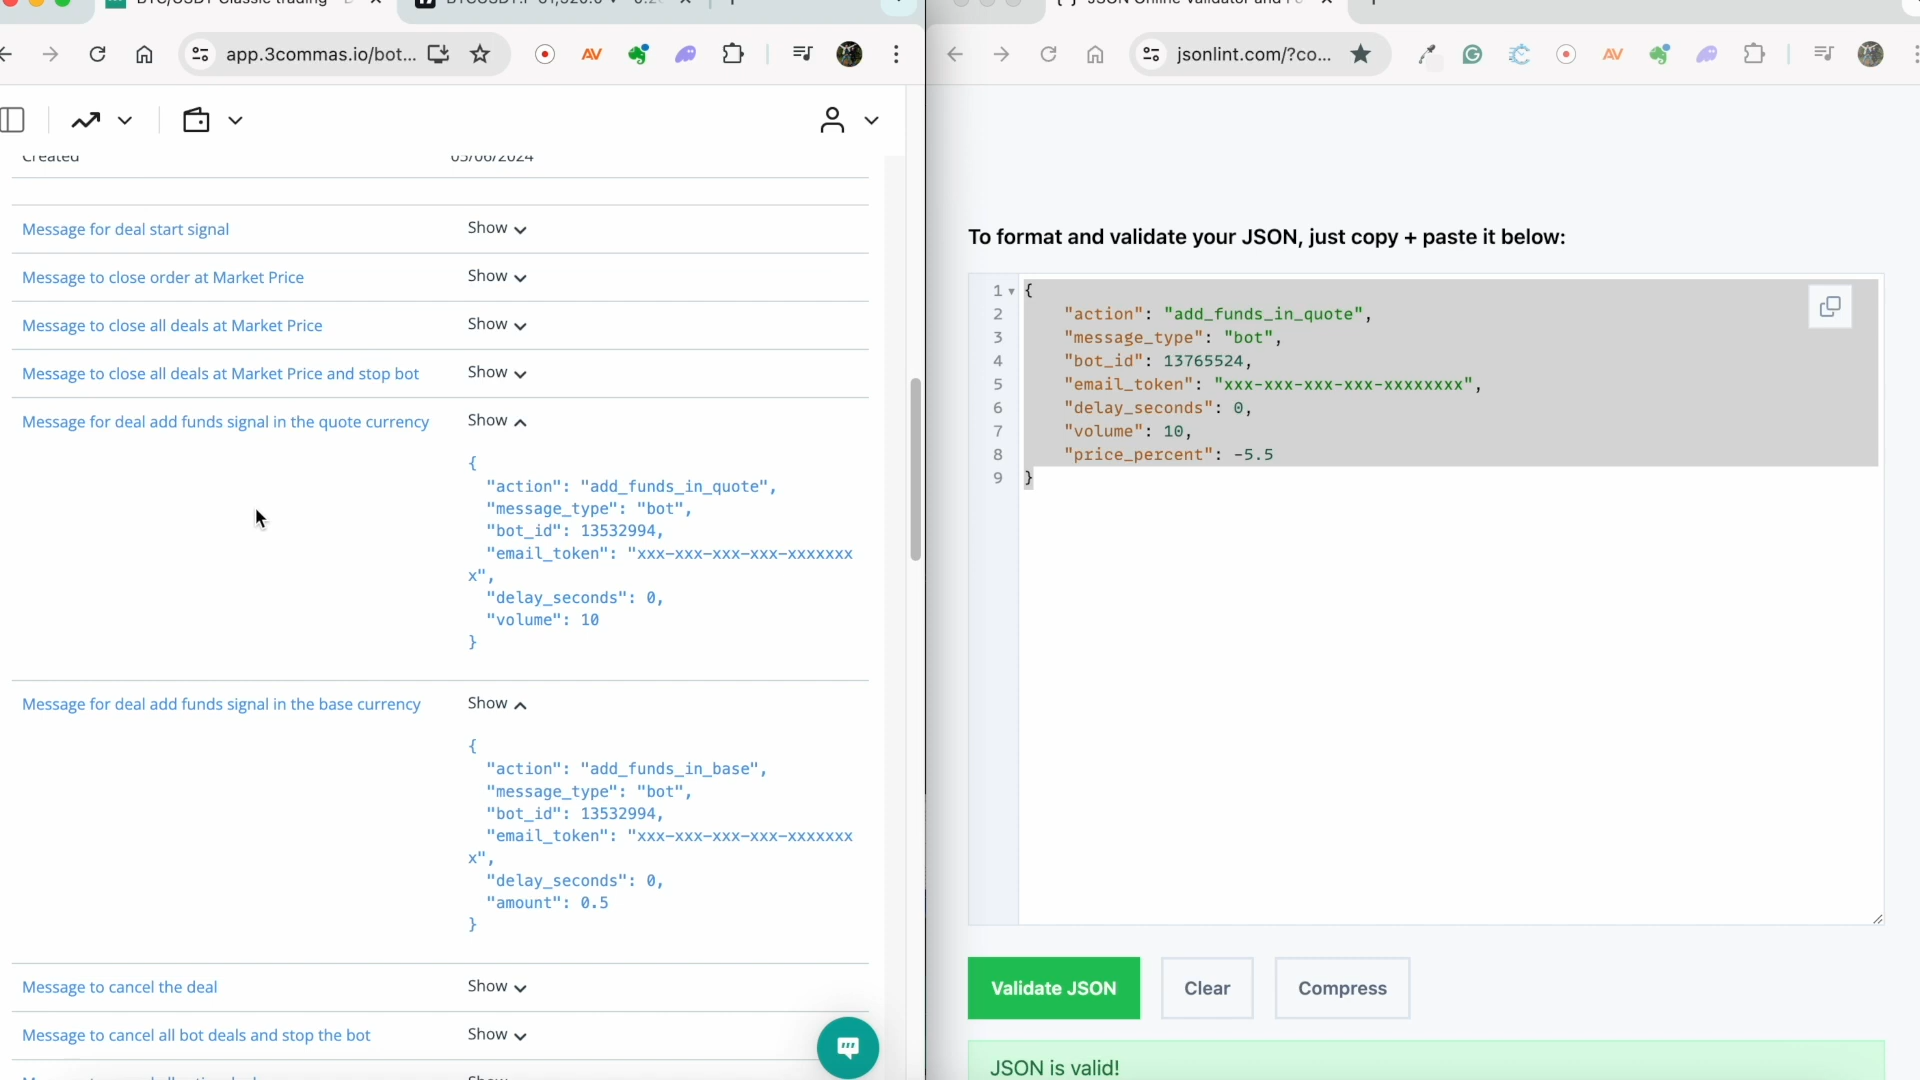 app.3commas.io/bot...
jsonlint.com/?co...
Created 05/06/2024
Message for deal start signal Show
Message to close order at Market Price Show
Message to close all deals at Market Price Show
Message to close all deals at Market Price and stop bot Show
Message for deal add funds signal in the quote currency Show
{
"action": "add_funds_in_quote",
"message_type": "bot",
"bot_id": 13532994,
"email_token": "xxx-xxx-xxx-xxx-xxxxxxx
x",
"delay_seconds": 0,
"volume": 10
}
Message for deal add funds signal in the base currency Show
{
"action": "add_funds_in_base",
"message_type": "bot",
"bot_id": 13532994,
"email_token": "xxx-xxx-xxx-xxx-xxxxxxx
x",
"delay_seconds": 0,
"amount": 0.5
}
Message to cancel the deal Show
Message to cancel all bot deals and stop the bot Show
To format and validate your JSON, just copy + paste it below:
1 {
2 "action": "add_funds_in_quote",
3 "message_type": "bot",
4 "bot_id": 13765524,
5 "email_token": "xxx-xxx-xxx-xxx-xxxxxxxx",
6 "delay_seconds": 0,
7 "volume": 10,
8 "price_percent": -5.5
9 }
Validate JSON Clear Compress
JSON is valid!